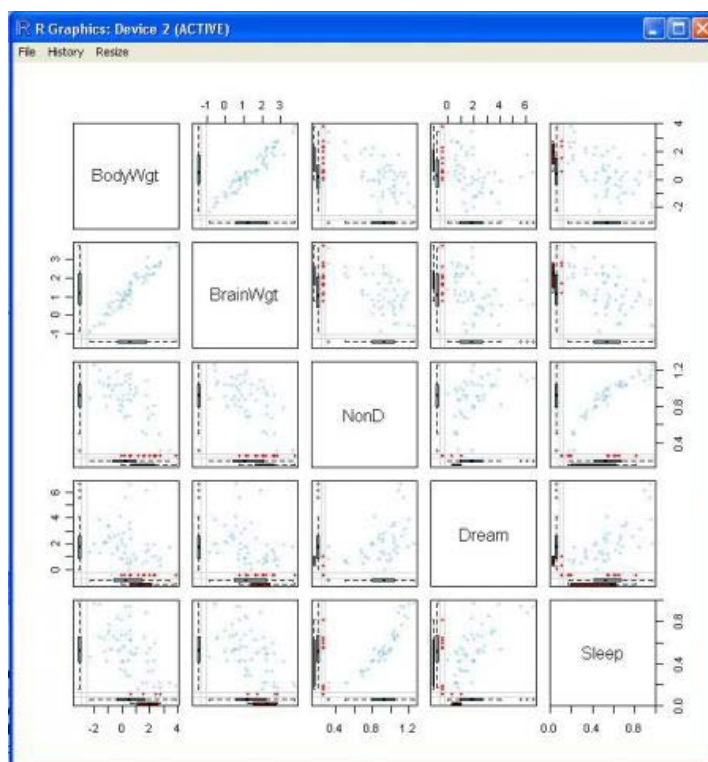 R Graphics: Device 2 (ACTIVE)
File History Resize
-1 0 1 2 3
0 2 4 6
BodyWgt
-2 0 2 4
-1 0 1 2 3
BrainWgt
NonD
0.4 0.8 1.2
0 2 4 6
Dream
Sleep
0.0 0.4 0.8
-2 0 2 4
0.4 0.8 1.2
0.0 0.4 0.8